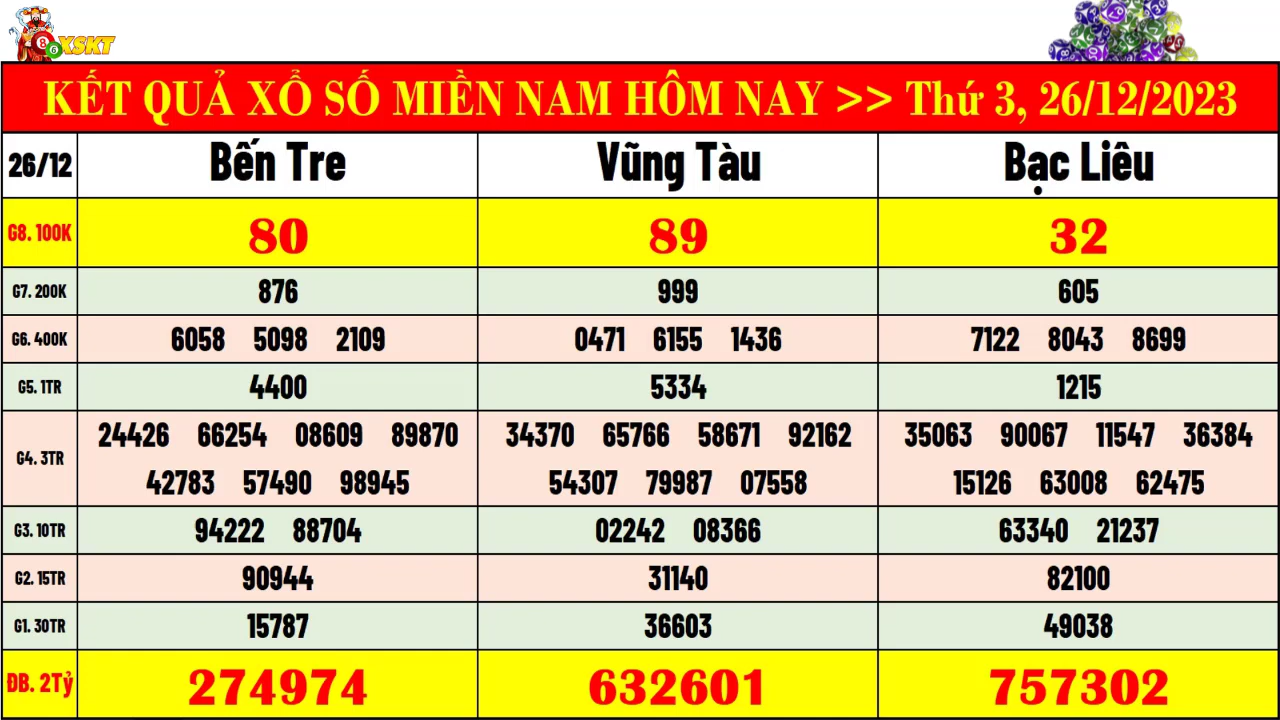 XSKT
KẾT QUẢ XỔ SỐ MIỀN NAM HÔM NAY >> Thứ 3, 26/12/2023
26/12 Bến Tre Vũng Tàu Bạc Liêu
G8. 100K 80 89 32
G7. 200K 876 999 605
G6. 400K 6058 5098 2109 0471 6155 1436 7122 8043 8699
G5. 1TR 4400 5334 1215
G4. 3TR 24426 66254 08609 89870 34370 65766 58671 92162 35063 90067 11547 36384
42783 57490 98945 54307 79987 07558 15126 63008 62475
G3. 10TR 94222 88704 02242 08366 63340 21237
G2. 15TR 90944 31140 82100
G1. 30TR 15787 36603 49038
ĐB. 2Tỷ 274974 632601 757302